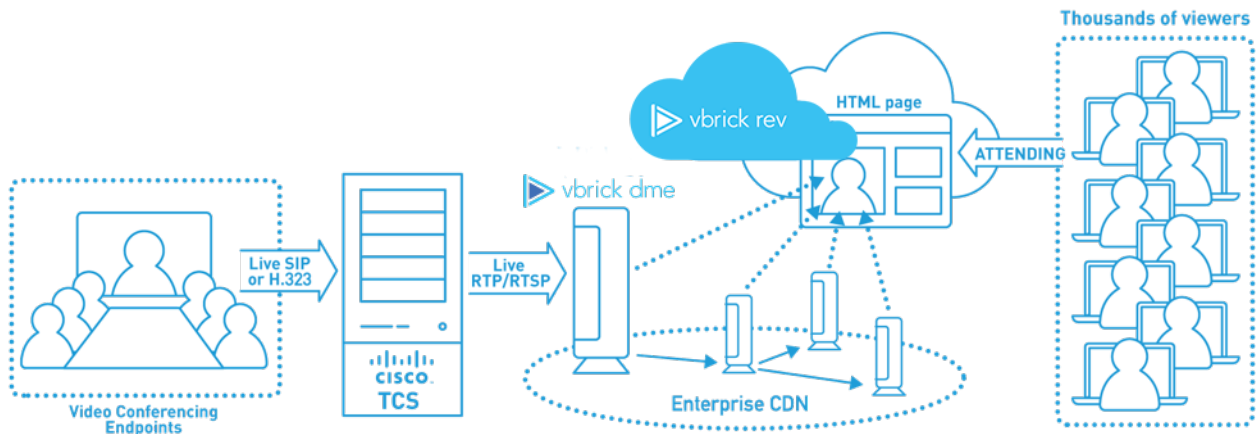 Thousands of viewers
HTML page
vbrick rev
ATTENDING
vbrick dme
Live SIP
or H.323
Live
RTP/RTSP
CISCO.
TCS
Enterprise CDN
Video Conferencing
Endpoints